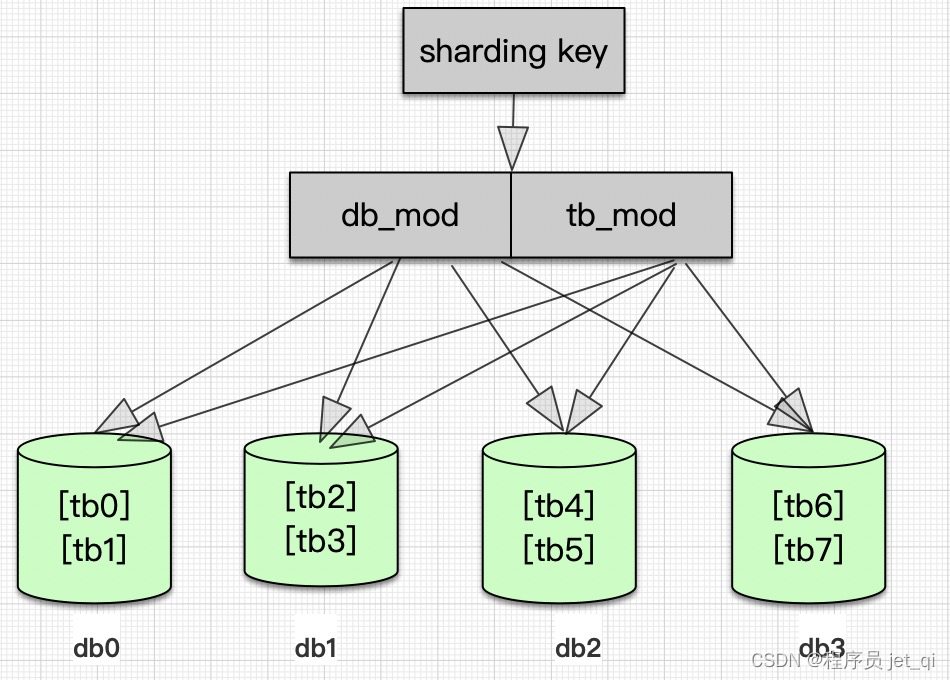 sharding key
db_mod tb_mod
[tb0] [tb2] [tb4] [tb6]
[tb1] [tb3] [tb5] [tb7]
db0 db1 db2 db3
CSDN @程序员 jet_qi